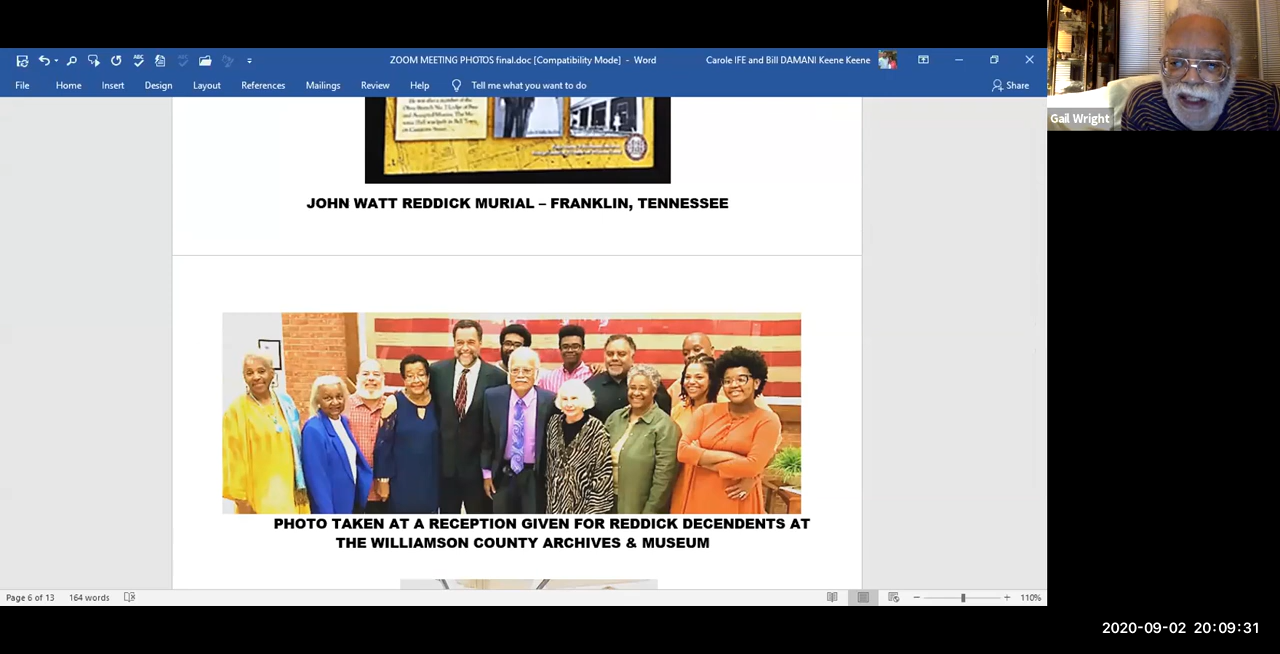 ZOOM MEETING PHOTOS final.doc [Compatibility Mode] - Word
Carole IFE and Bill DAMANI Keene Keene
File Home Insert Design Layout References Mailings Review Help Tell me what you want to do Share
Gail Wright
JOHN WATT REDDICK MURIAL – FRANKLIN, TENNESSEE
PHOTO TAKEN AT A RECEPTION GIVEN FOR REDDICK DECENDENTS AT
THE WILLIAMSON COUNTY ARCHIVES & MUSEUM
Page 6 of 13 164 words 110%
2020-09-02 20:09:31